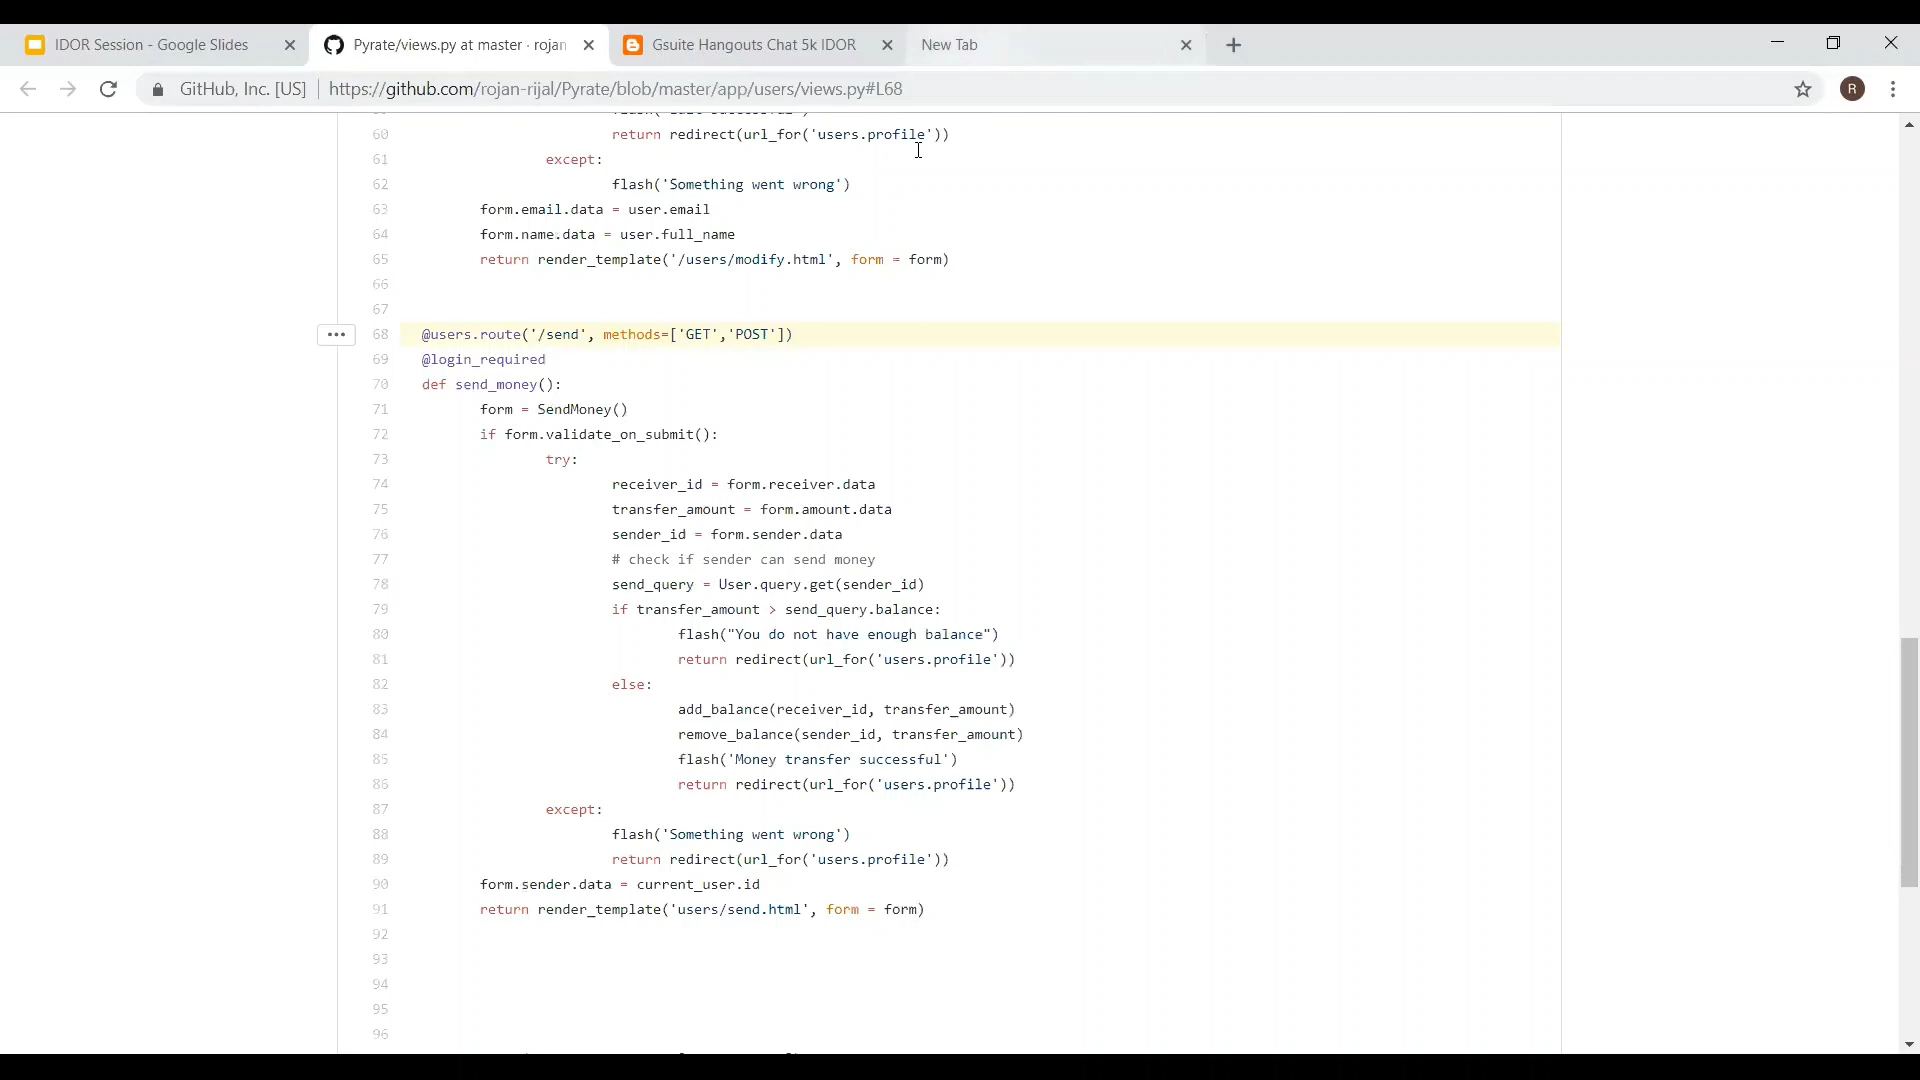 IDOR Session - Google Slides
Pyrate/views.py at master · rojan
Gsuite Hangouts Chat 5k IDOR
New Tab
GitHub, Inc. [US]
https://github.com/rojan-rijal/Pyrate/blob/master/app/users/views.py#L68
R
60 return redirect(url_for('users.profile'))
61 except:
62 flash('Something went wrong')
63 form.email.data = user.email
64 form.name.data = user.full_name
65 return render_template('/users/modify.html', form = form)
66
67
68 @users.route('/send', methods=['GET','POST'])
69 @login_required
70 def send_money():
71 form = SendMoney()
72 if form.validate_on_submit():
73 try:
74 receiver_id = form.receiver.data
75 transfer_amount = form.amount.data
76 sender_id = form.sender.data
77 # check if sender can send money
78 send_query = User.query.get(sender_id)
79 if transfer_amount > send_query.balance:
80 flash("You do not have enough balance")
81 return redirect(url_for('users.profile'))
82 else:
83 add_balance(receiver_id, transfer_amount)
84 remove_balance(sender_id, transfer_amount)
85 flash('Money transfer successful')
86 return redirect(url_for('users.profile'))
87 except:
88 flash('Something went wrong')
89 return redirect(url_for('users.profile'))
90 form.sender.data = current_user.id
91 return render_template('users/send.html', form = form)
92
93
94
95
96